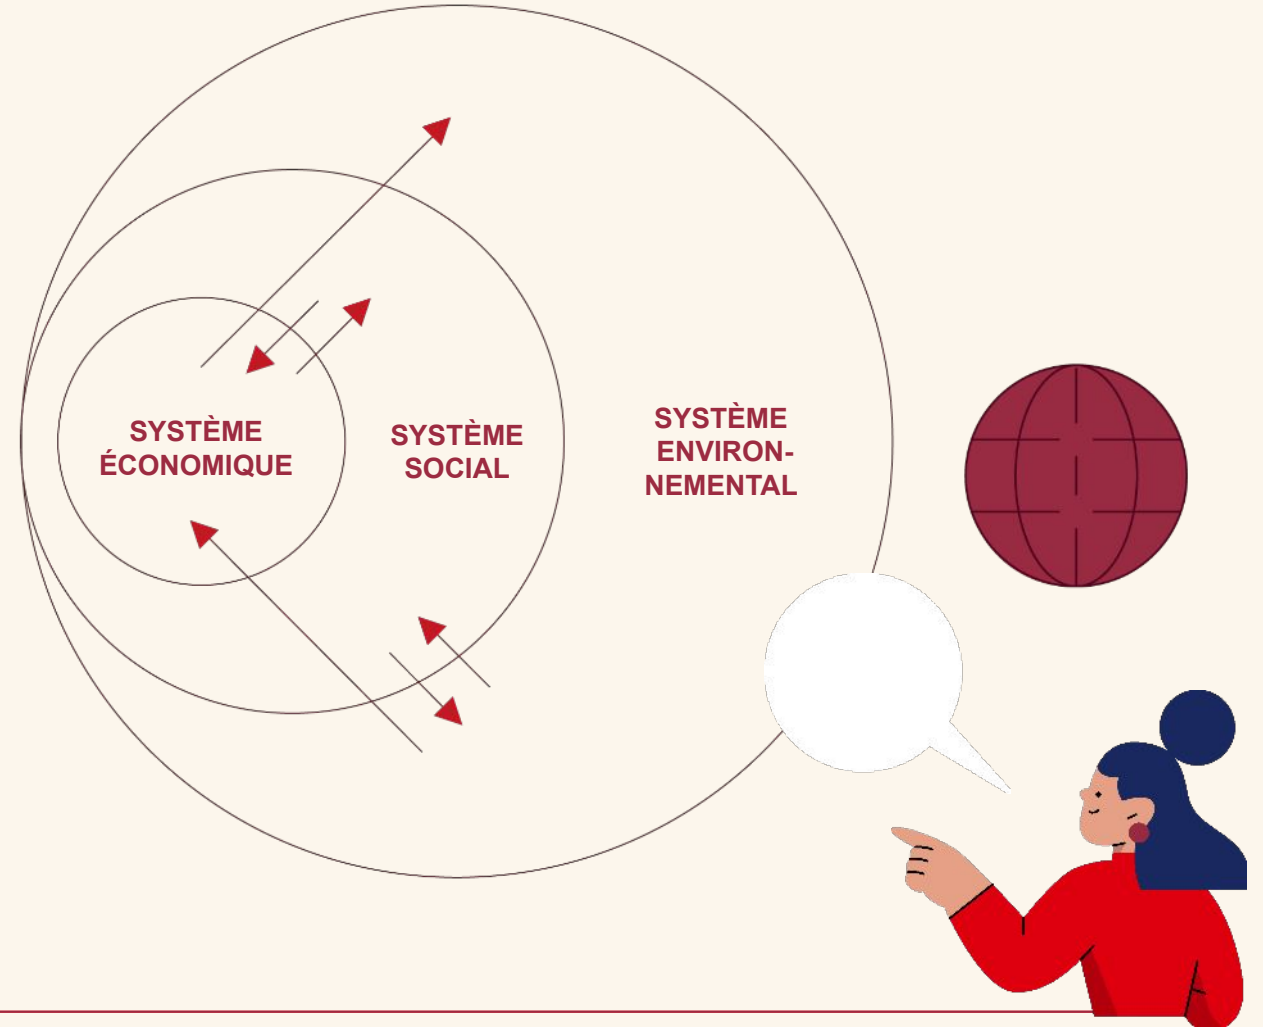 SYSTÈME
ÉCONOMIQUE
SYSTÈME
SOCIAL
SYSTÈME
ENVIRON-
NEMENTAL